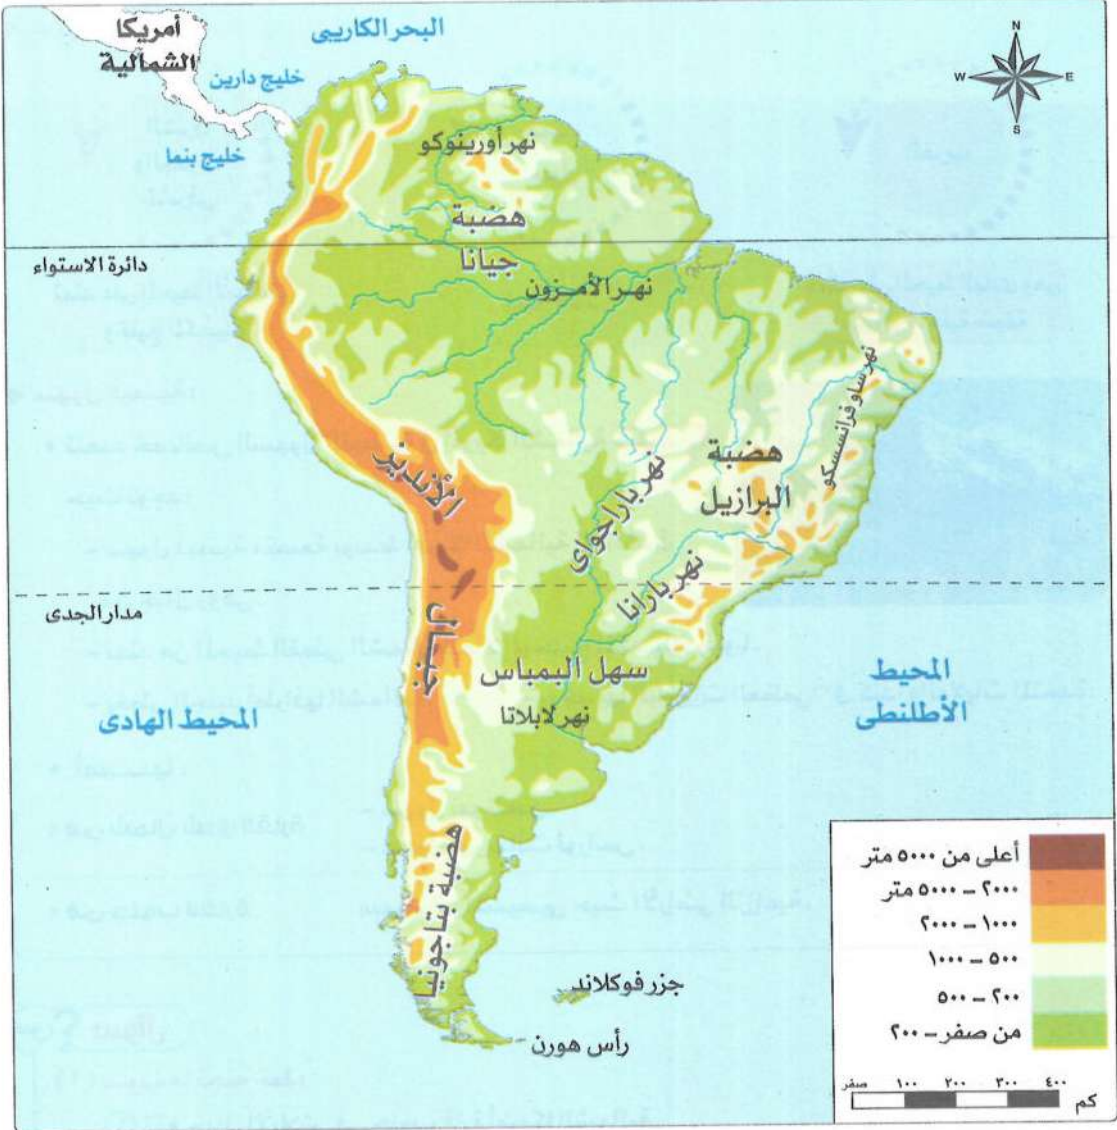 أمريكا
الشمالية
البحر الكاريبى
خليج دارين
خليج بنما
N
W
E
S
نهر أورينوكو
هضبة
جيانا
دائرة الاستواء
نهر الأمزون
نهر ساو فرانسسكو
هضبة
البرازيل
نهر باراجواى
نهر بارانا
جبال
الأنديز
مدار الجدى
سهل البمباس
نهر لابلاتا
المحيط
الأطلنطى
المحيط الهادى
هضبة بتاجونيا
جزر فوكلاند
رأس هورن
أعلى من ٥٠٠٠ متر
٢٠٠٠ – ٥٠٠٠ متر
١٠٠٠ – ٢٠٠٠
٥٠٠ – ١٠٠٠
٢٠٠ – ٥٠٠
من صفر – ٢٠٠
صفر ١٠٠ ٢٠٠ ٣٠٠ ٤٠٠
كم